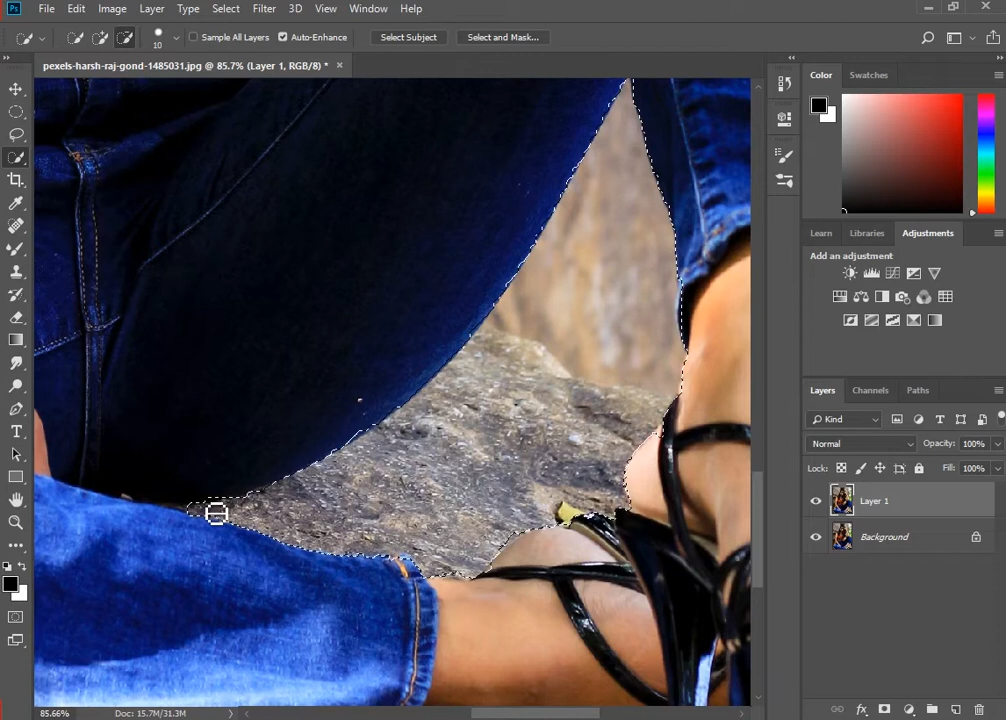 Ps File Edit Image Layer Type Select Filter 3D View Window Help
10 Sample All Layers Auto-Enhance Select Subject Select and Mask...
pexels-harsh-raj-gond-1485031.jpg @ 85.7% (Layer 1, RGB/8) *
Color Swatches
Learn Libraries Adjustments
Add an adjustment
Layers Channels Paths
Kind
Normal Opacity: 100%
Lock: Fill: 100%
Layer 1
Background
85.66% Doc: 15.7M/31.3M
fx